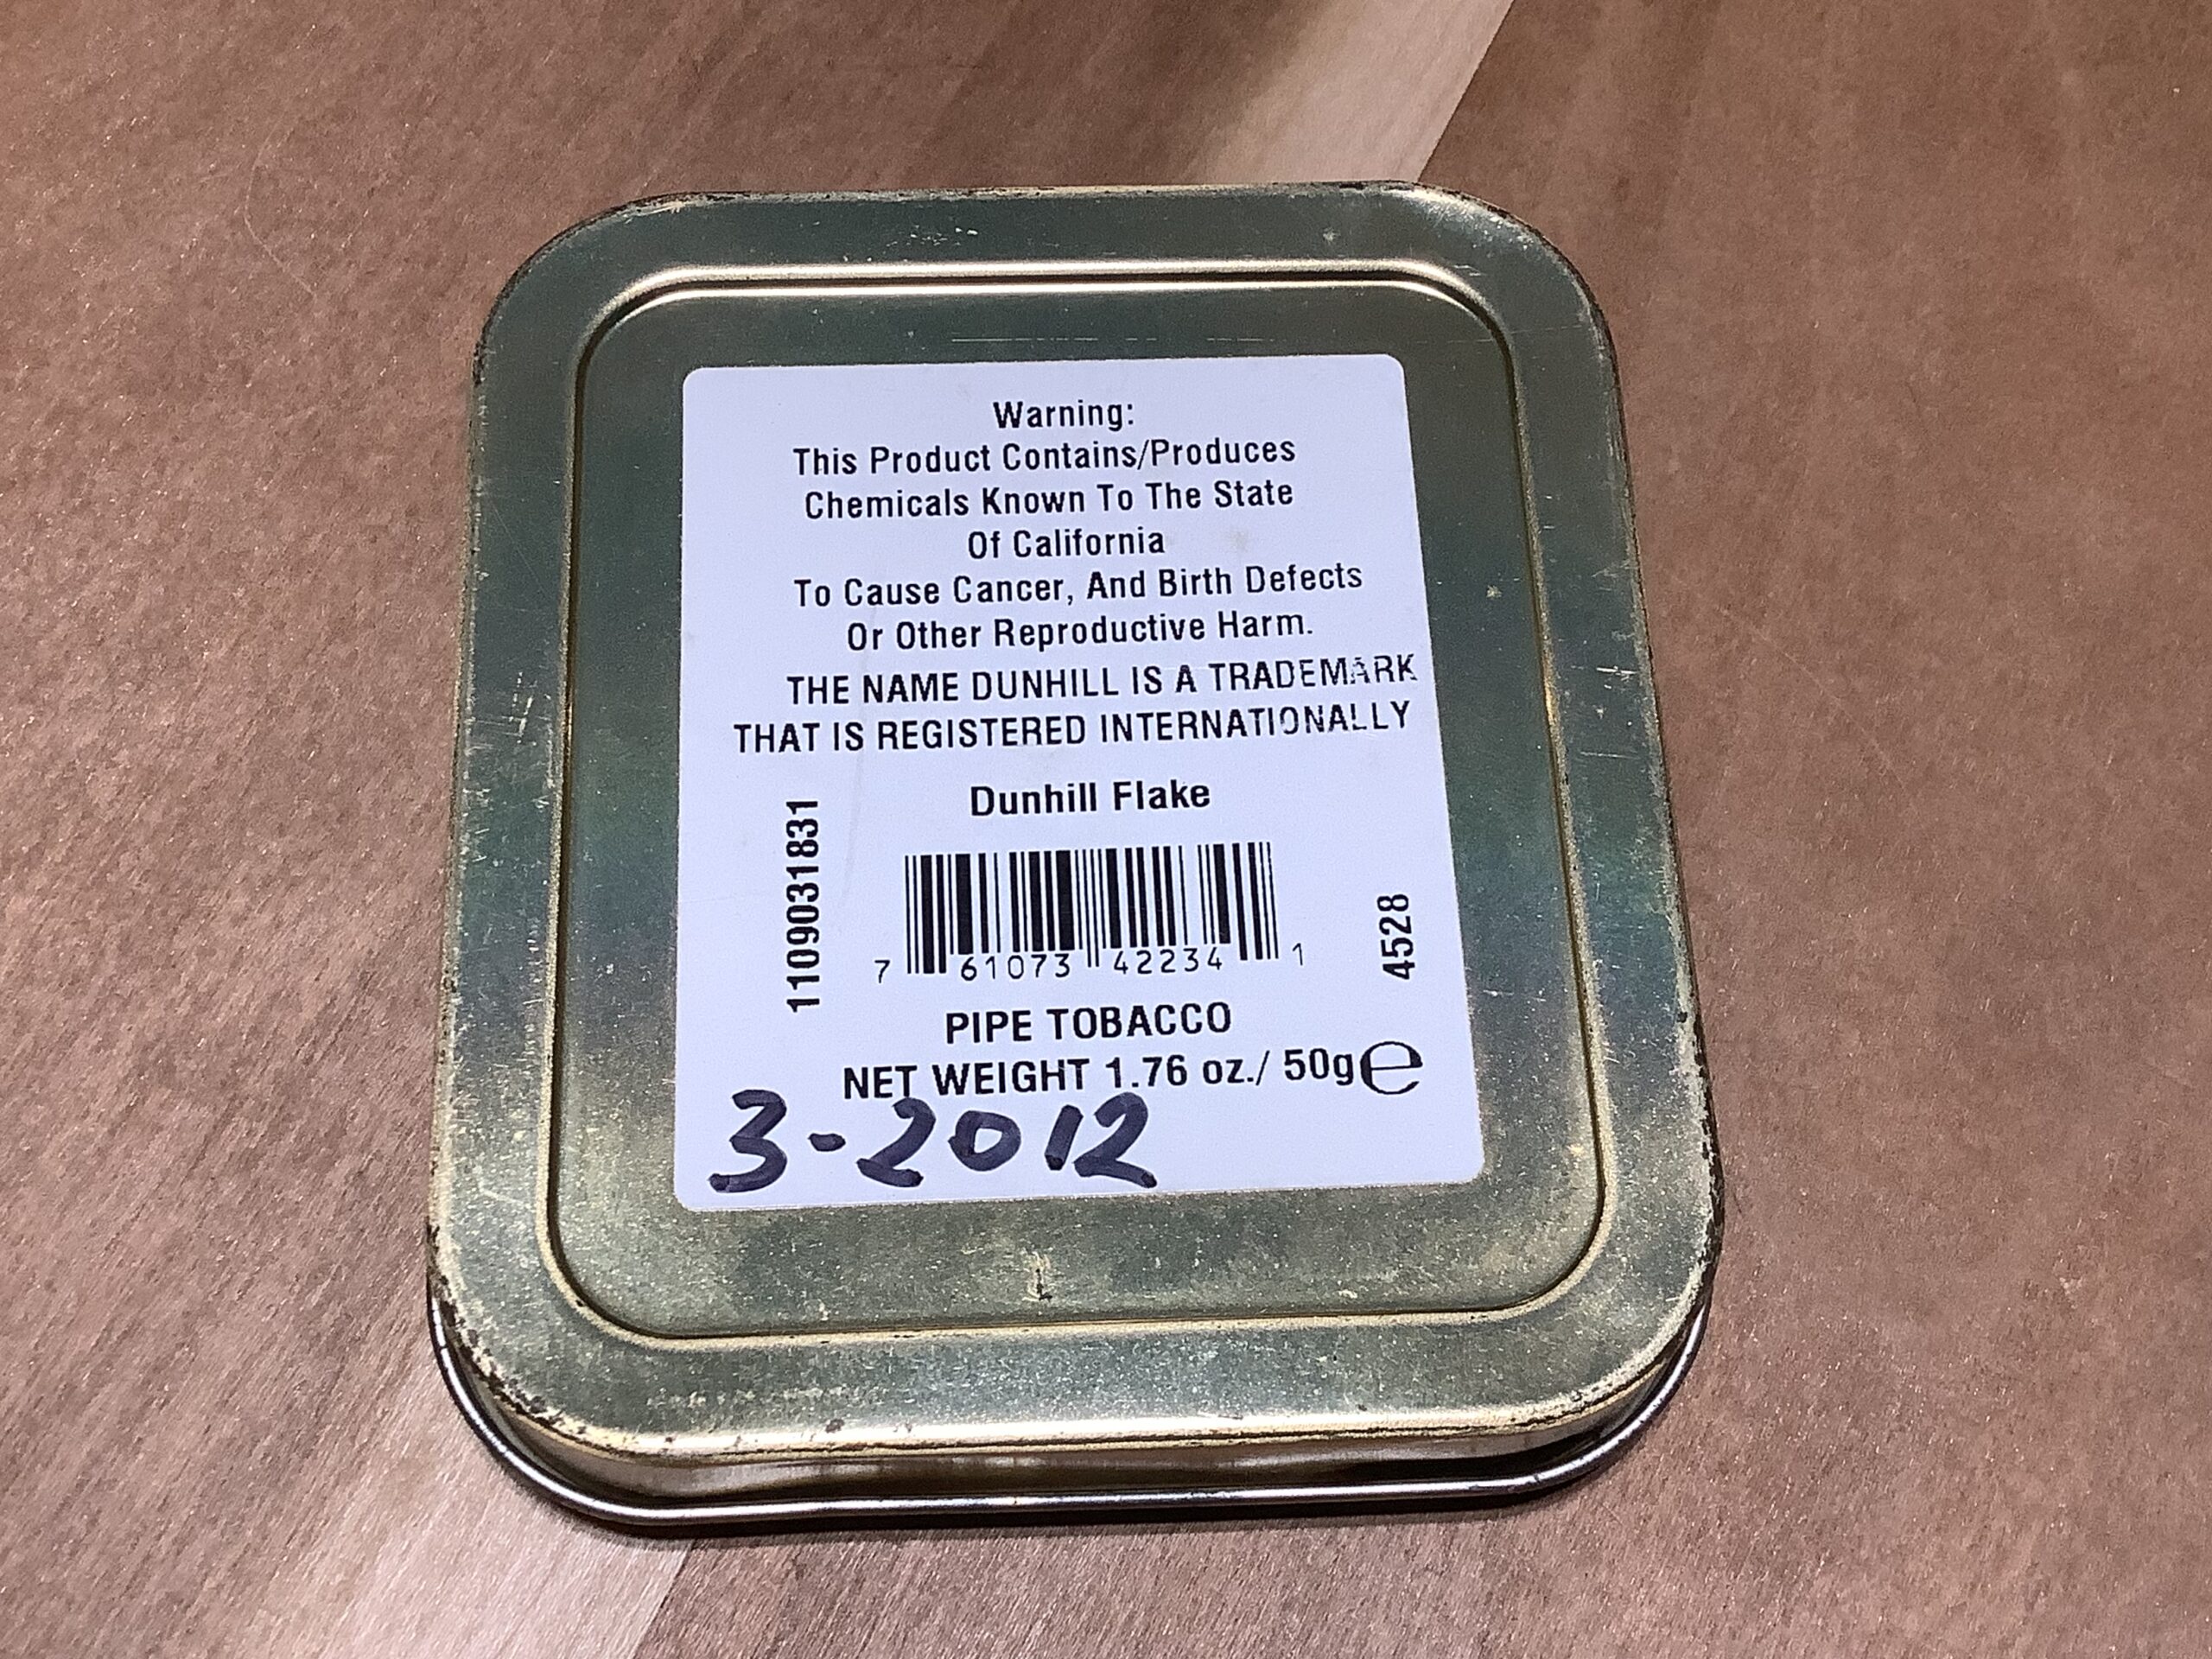 Warning:
This Product Contains/Produces
Chemicals Known To The State
Of California
To Cause Cancer, And Birth Defects
Or Other Reproductive Harm.
THE NAME DUNHILL IS A TRADEMARK
THAT IS REGISTERED INTERNATIONALLY
Dunhill Flake
1109031831
7 61073 42234 1
4528
PIPE TOBACCO
NET WEIGHT 1.76 oz./ 50g℮
3-2012